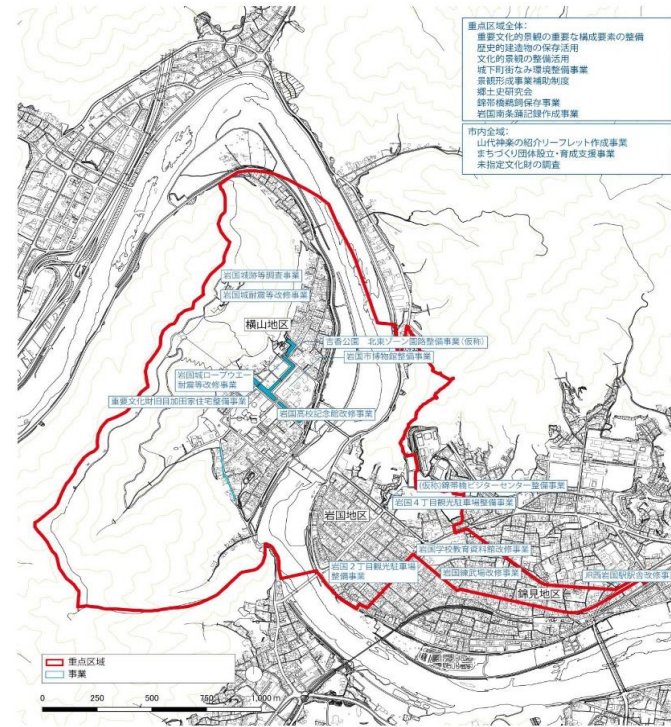 重点区域全体:
重要文化的景観の重要な構成要素の整備
歴史的建造物の保存活用
文化的景観の整備活用
城下町街なみ環境整備事業
景観形成事業補助制度
郷土史研究会
錦帯橋鵜飼保存事業
岩国南条踊記録作成事業
市内全域:
山代神楽の紹介リーフレット作成事業
まちづくり団体設立・育成支援事業
未指定文化財の調査
岩国城跡等調査事業
岩国城耐震等改修事業
横山地区
吉香公園 北東ゾーン園路整備事業(仮称)
岩国市博物館整備事業
岩国城ロープウエー
耐震等改修事業
重要文化財旧目加田家住宅整備事業
岩国高校記念館改修事業
(仮称)錦帯橋ビジターセンター整備事業
岩国4丁目観光駐車場整備事業
岩国地区
岩国学校教育資料館改修事業
岩国2丁目観光駐車場
整備事業
岩国練武場改修事業
JR西岩国駅駅舎改修事業
錦見地区
重点区域
事業
0 250 500 750 1,000 m